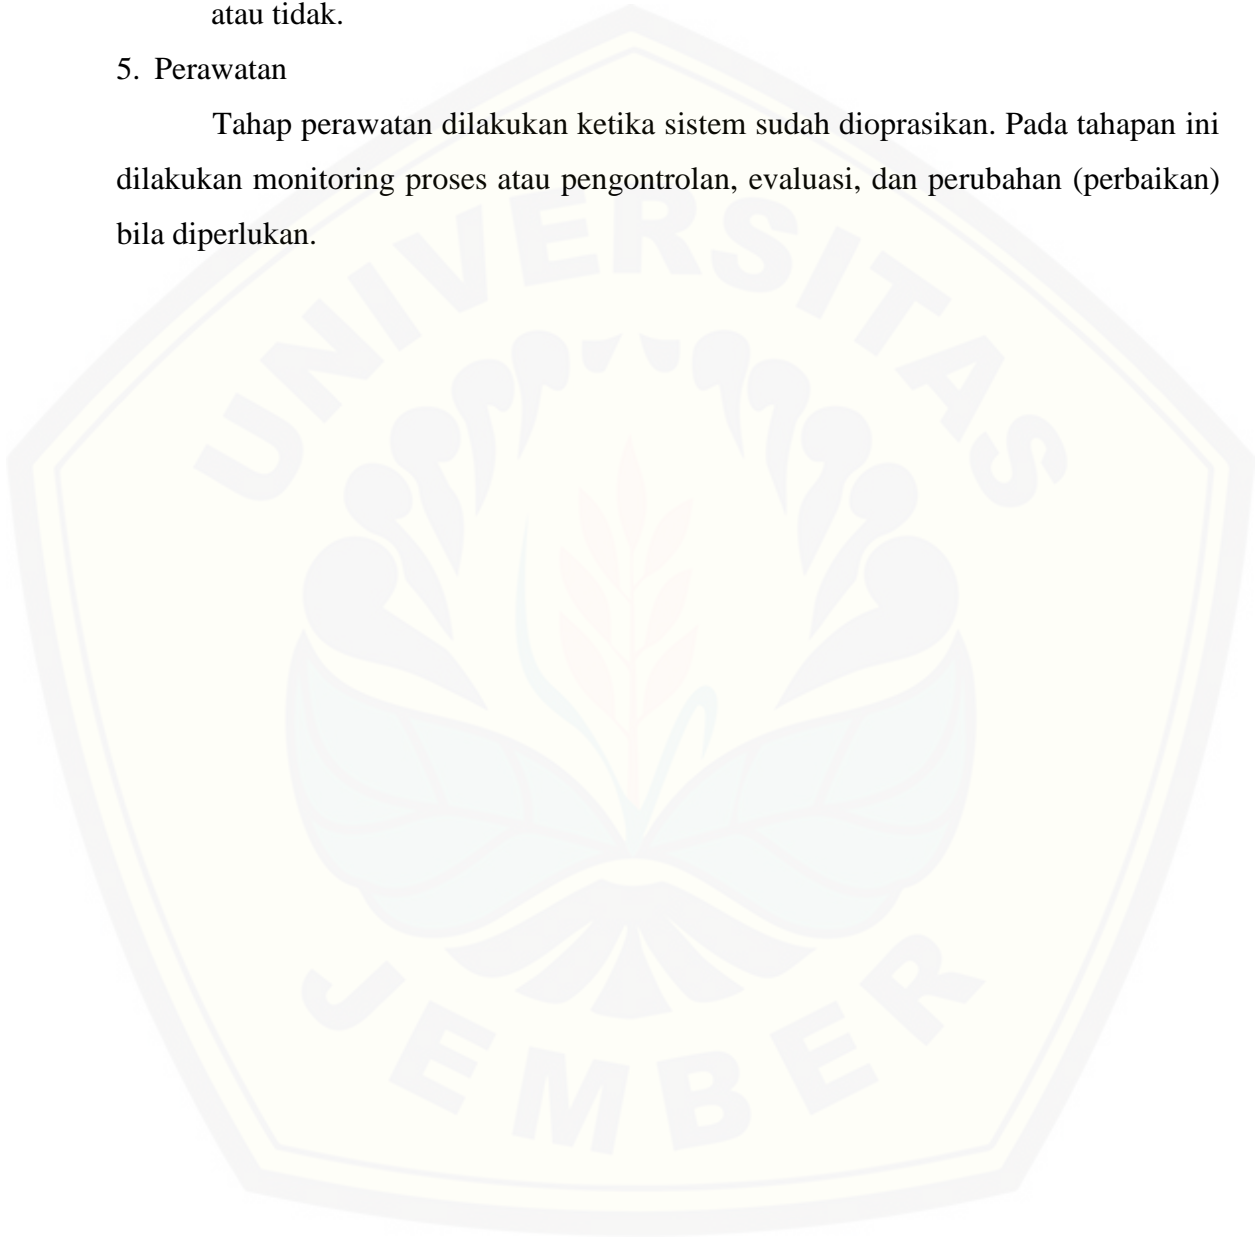 atau tidak.
5. Perawatan
Tahap perawatan dilakukan ketika sistem sudah dioprasikan. Pada tahapan ini
dilakukan monitoring proses atau pengontrolan, evaluasi, dan perubahan (perbaikan)
bila diperlukan.
UNIVERSITAS
JEMBER